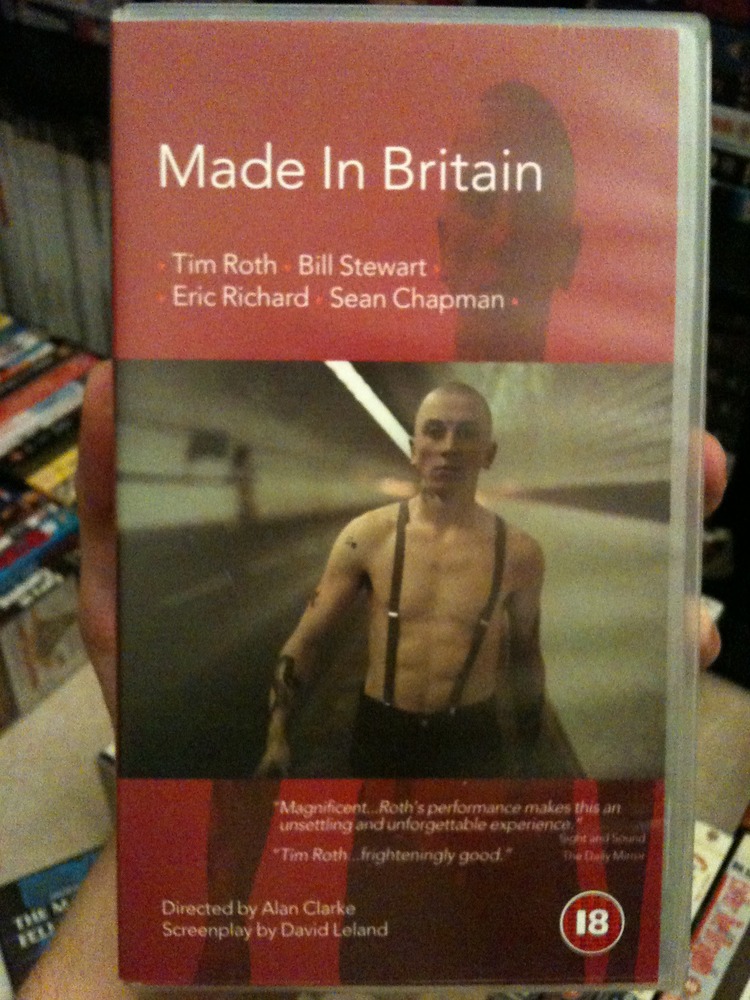 Made In Britain
· Tim Roth · Bill Stewart ·
· Eric Richard · Sean Chapman ·
"Magnificent...Roth's performance makes this an
unsettling and unforgettable experience."
Sight and Sound
"Tim Roth...frighteningly good."
The Daily Mirror
Directed by Alan Clarke
Screenplay by David Leland
18
THE